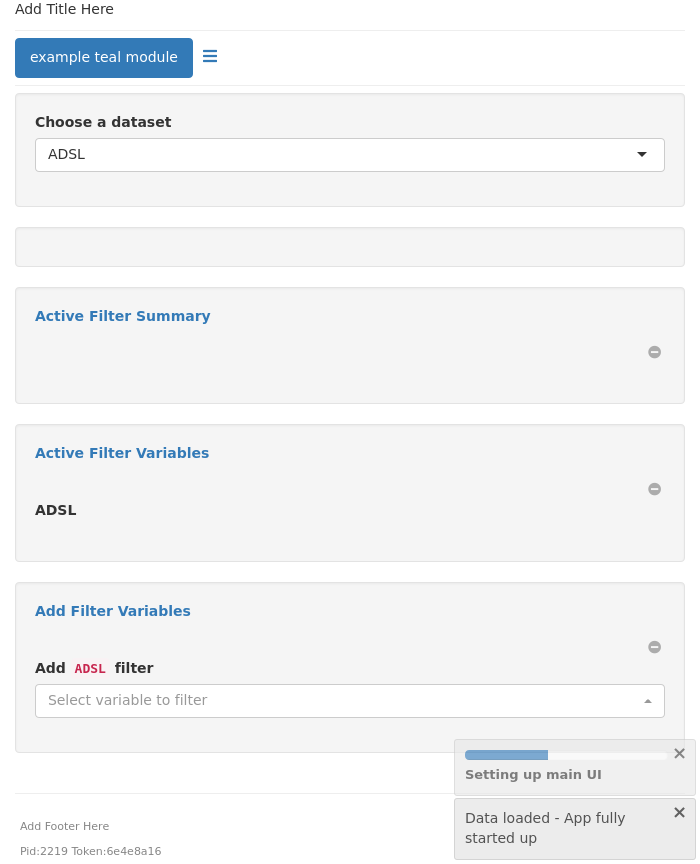 Add Title Here
example teal module
Choose a dataset
ADSL
Active Filter Summary
Active Filter Variables
ADSL
Add Filter Variables
Add ADSL filter
Select variable to filter
Setting up main UI
Data loaded - App fully
started up
Add Footer Here
Pid:2219 Token:6e4e8a16